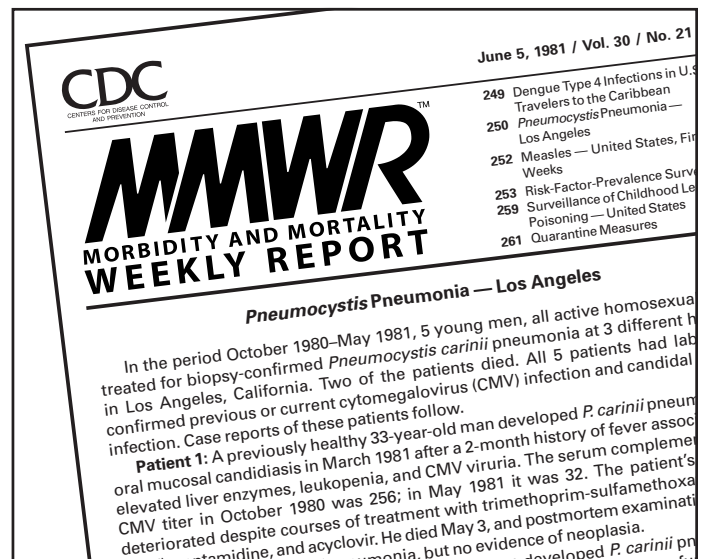 June 5, 1981 / Vol. 30 / No. 21
CDC
CENTERS FOR DISEASE CONTROL
AND PREVENTION
MMWR™
MORBIDITY AND MORTALITY
WEEKLY REPORT
249 Dengue Type 4 Infections in U.S
Travelers to the Caribbean
250 Pneumocystis Pneumonia —
Los Angeles
252 Measles — United States, Fir
Weeks
253 Risk-Factor-Prevalence Surv
259 Surveillance of Childhood Le
Poisoning — United States
261 Quarantine Measures
Pneumocystis Pneumonia — Los Angeles
In the period October 1980–May 1981, 5 young men, all active homosexua
treated for biopsy-confirmed Pneumocystis carinii pneumonia at 3 different h
in Los Angeles, California. Two of the patients died. All 5 patients had lab
confirmed previous or current cytomegalovirus (CMV) infection and candidal
infection. Case reports of these patients follow.
Patient 1: A previously healthy 33-year-old man developed P. carinii pneum
oral mucosal candidiasis in March 1981 after a 2-month history of fever assoc
elevated liver enzymes, leukopenia, and CMV viruria. The serum complemen
CMV titer in October 1980 was 256; in May 1981 it was 32. The patient's
deteriorated despite courses of treatment with trimethoprim-sulfamethoxa
ntamidine, and acyclovir. He died May 3, and postmortem examinati
umonia, but no evidence of neoplasia.
developed P. carinii pn